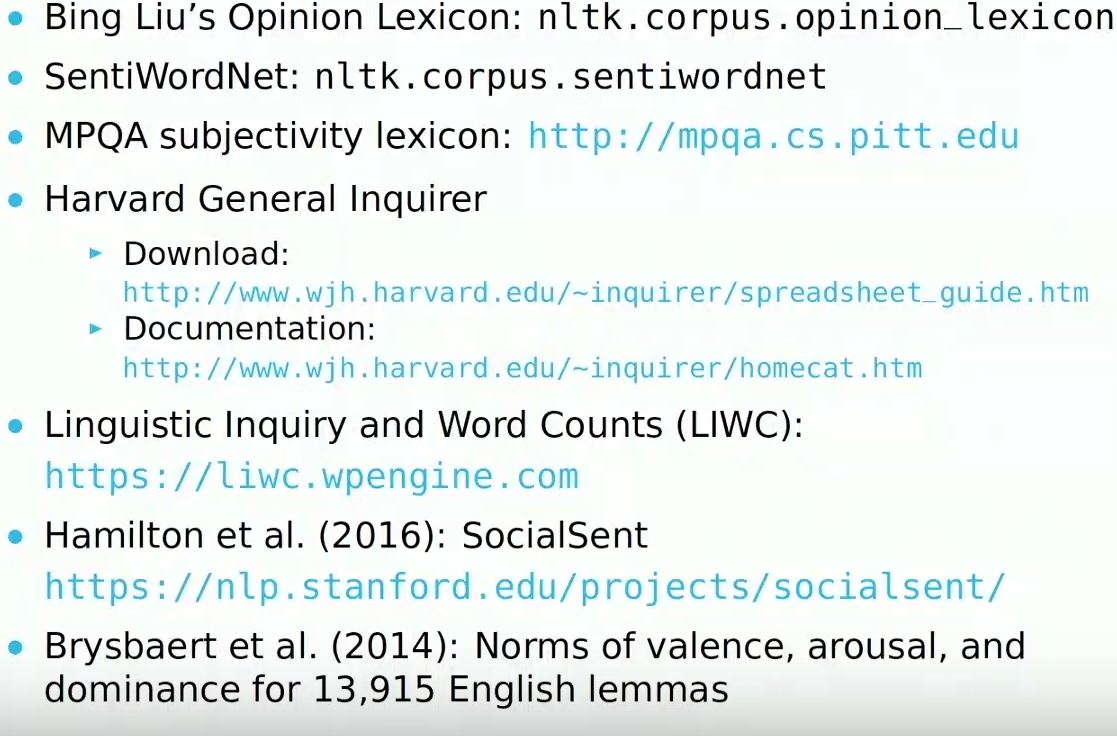 • Bing Liu’s Opinion Lexicon: nltk.corpus.opinion_lexicon
• SentiWordNet: nltk.corpus.sentiwordnet
• MPQA subjectivity lexicon: http://mpqa.cs.pitt.edu
• Harvard General Inquirer
► Download:
http://www.wjh.harvard.edu/~inquirer/spreadsheet_guide.htm
► Documentation:
http://www.wjh.harvard.edu/~inquirer/homecat.htm
• Linguistic Inquiry and Word Counts (LIWC):
https://liwc.wpengine.com
• Hamilton et al. (2016): SocialSent
https://nlp.stanford.edu/projects/socialsent/
• Brysbaert et al. (2014): Norms of valence, arousal, and
dominance for 13,915 English lemmas